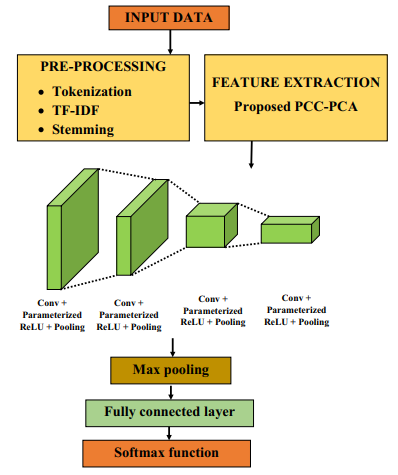 INPUT DATA
PRE-PROCESSING
• Tokenization
• TF-IDF
• Stemming
FEATURE EXTRACTION
Proposed PCC-PCA
Conv +
Parameterized
ReLU + Pooling
Conv +
Parameterized
ReLU + Pooling
Conv +
Parameterized
ReLU + Pooling
Conv +
Parameterized
ReLU + Pooling
Max pooling
Fully connected layer
Softmax function